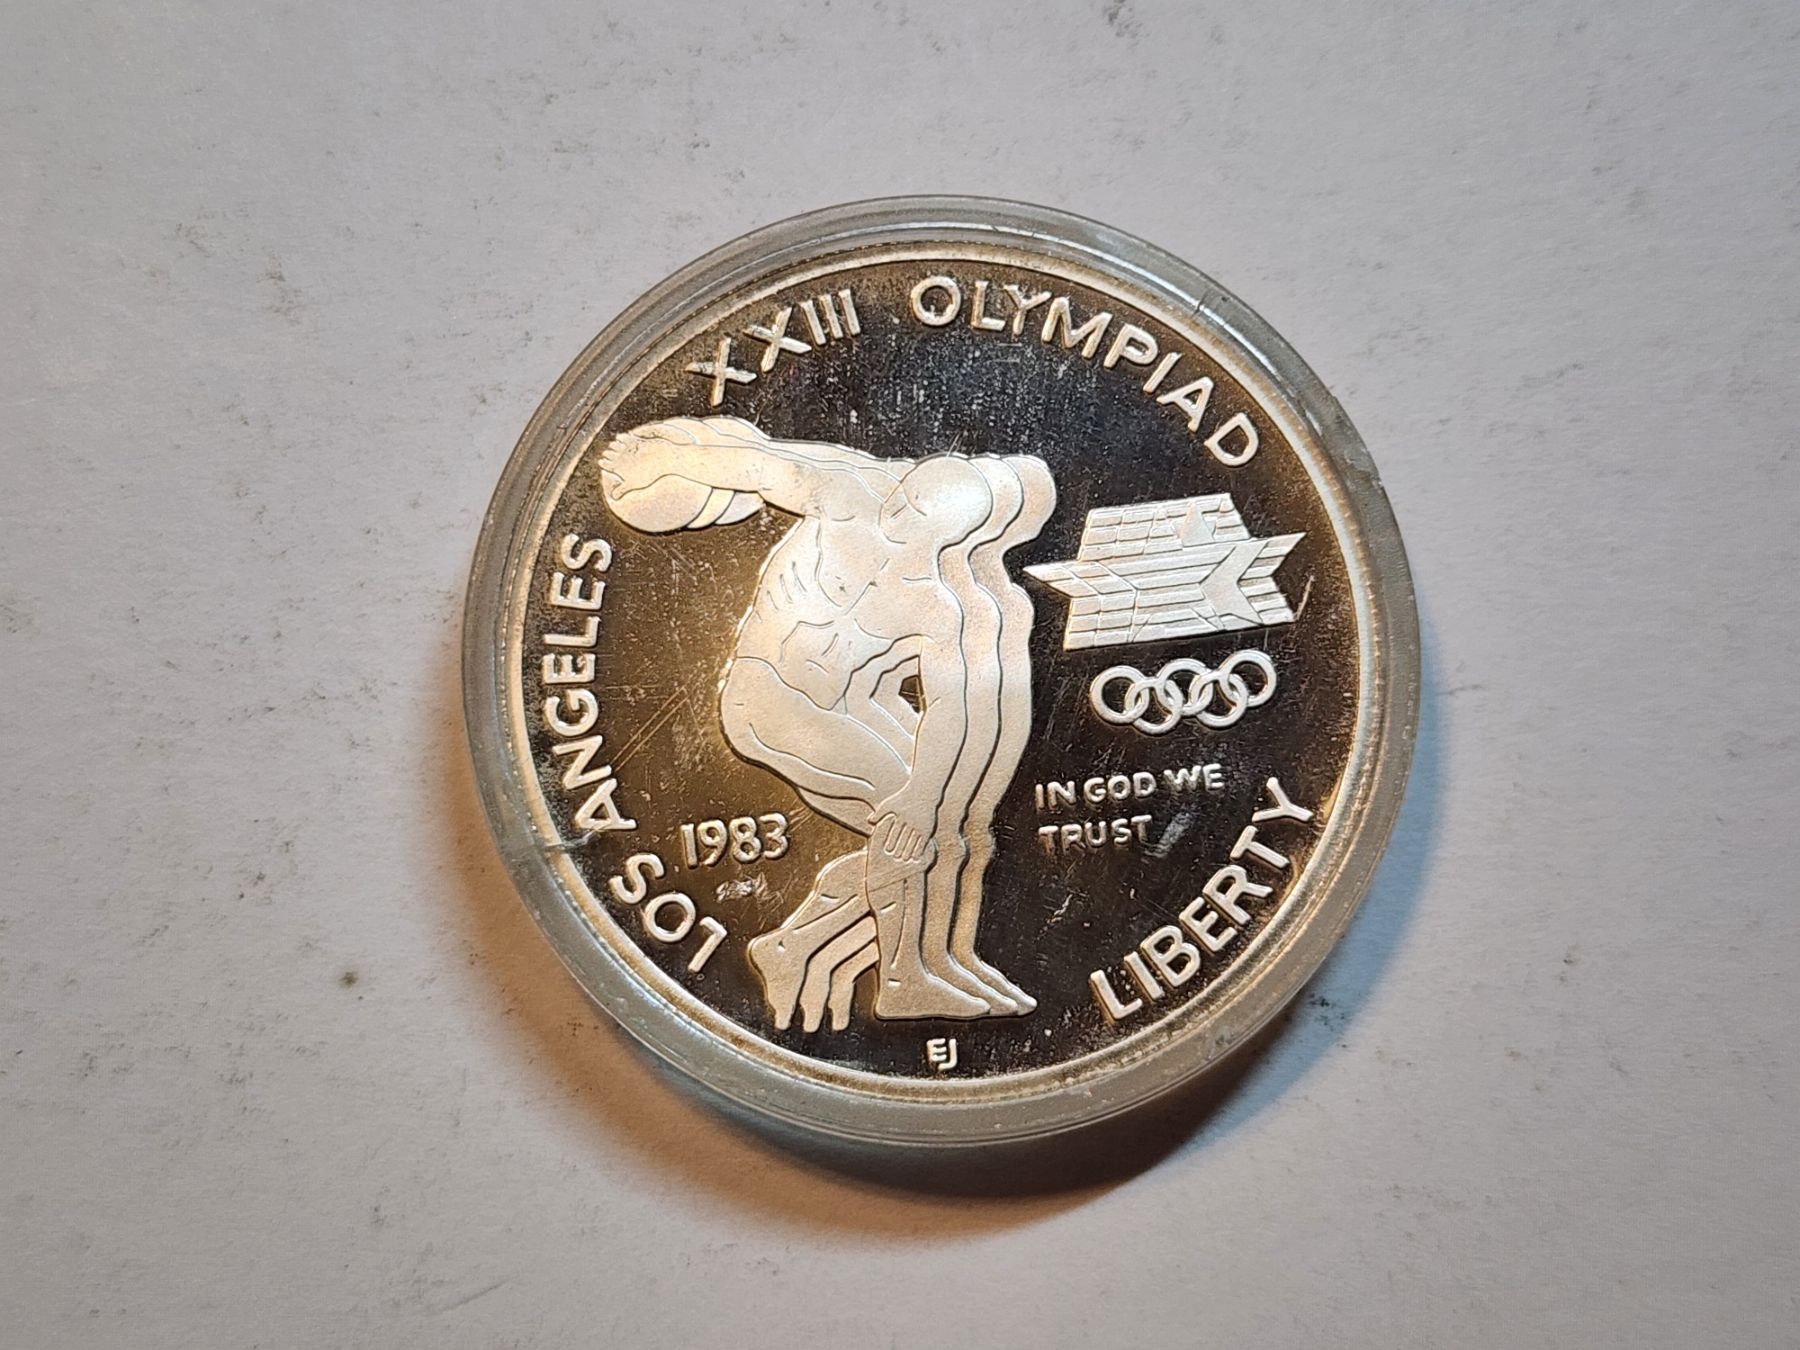 LOS ANGELES XXIII OLYMPIAD
1983
IN GOD WE
TRUST
LIBERTY
EJ